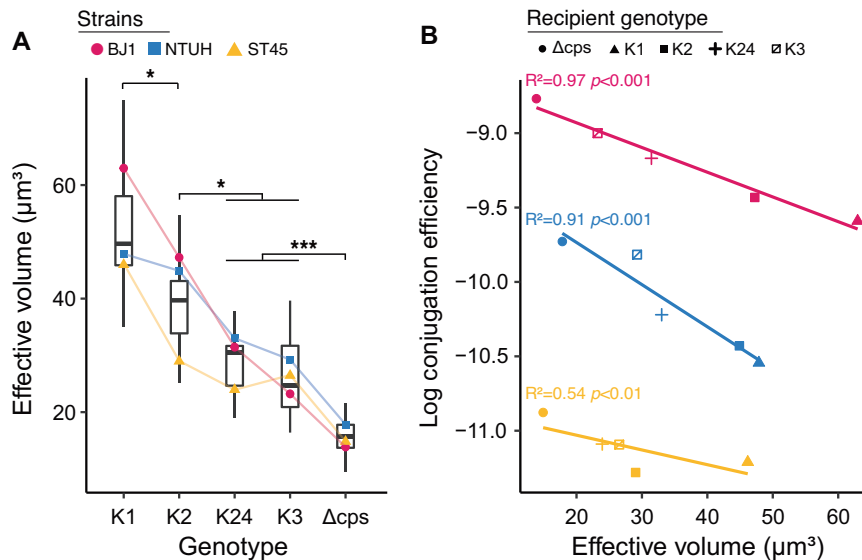 A
Strains
BJ1 NTUH ST45
Effective volume (µm³)
60
40
20
*
*
***
K1 K2 K24 K3 Δcps
Genotype
B
Recipient genotype
Δcps K1 K2 K24 K3
Log conjugation efficiency
−9.0
−9.5
−10.0
−10.5
−11.0
R²=0.97 p<0.001
R²=0.91 p<0.001
R²=0.54 p<0.01
20 30 40 50 60
Effective volume (µm³)